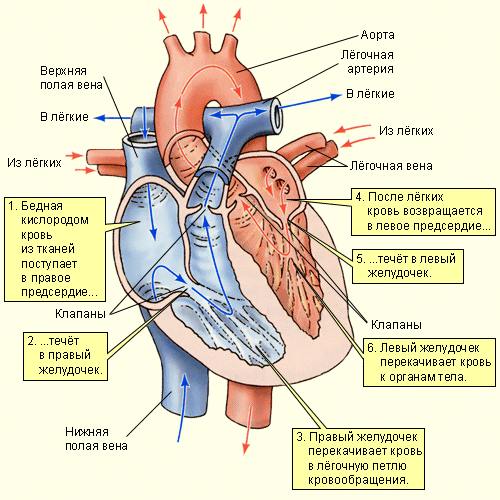 Аорта
Лёгочная
артерия
В лёгкие
Из лёгких
Лёгочная вена
Верхняя
полая вена
В лёгкие
Из лёгких
1. Бедная
кислородом
кровь
из тканей
поступает
в правое
предсердие...
Клапаны
2. ...течёт
в правый
желудочек.
Нижняя
полая вена
3. Правый желудочек
перекачивает кровь
в лёгочную петлю
кровообращения.
4. После лёгких
кровь возвращается
в левое предсердие...
5. ...течёт в левый
желудочек.
Клапаны
6. Левый желудочек
перекачивает кровь
к органам тела.